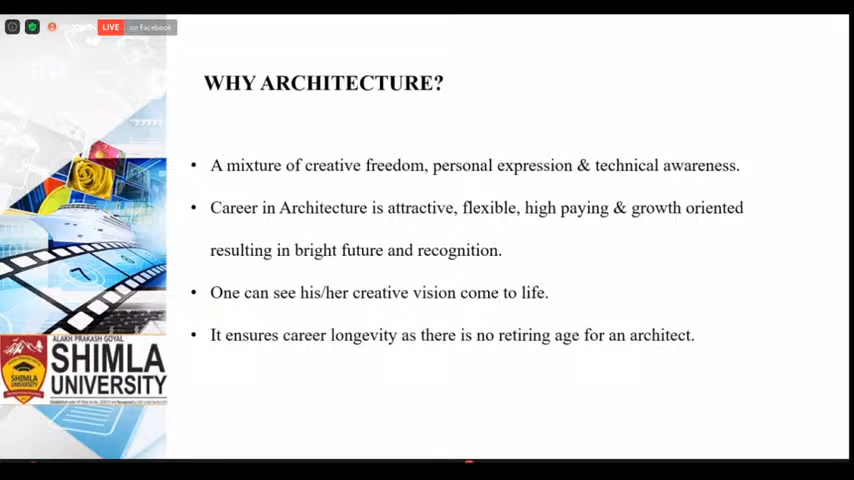 LIVE on Facebook
WHY ARCHITECTURE?
• A mixture of creative freedom, personal expression & technical awareness.
• Career in Architecture is attractive, flexible, high paying & growth oriented
resulting in bright future and recognition.
• One can see his/her creative vision come to life.
• It ensures career longevity as there is no retiring age for an architect.
7
ALAKH PRAKASH GOYAL
SHIMLA
UNIVERSITY